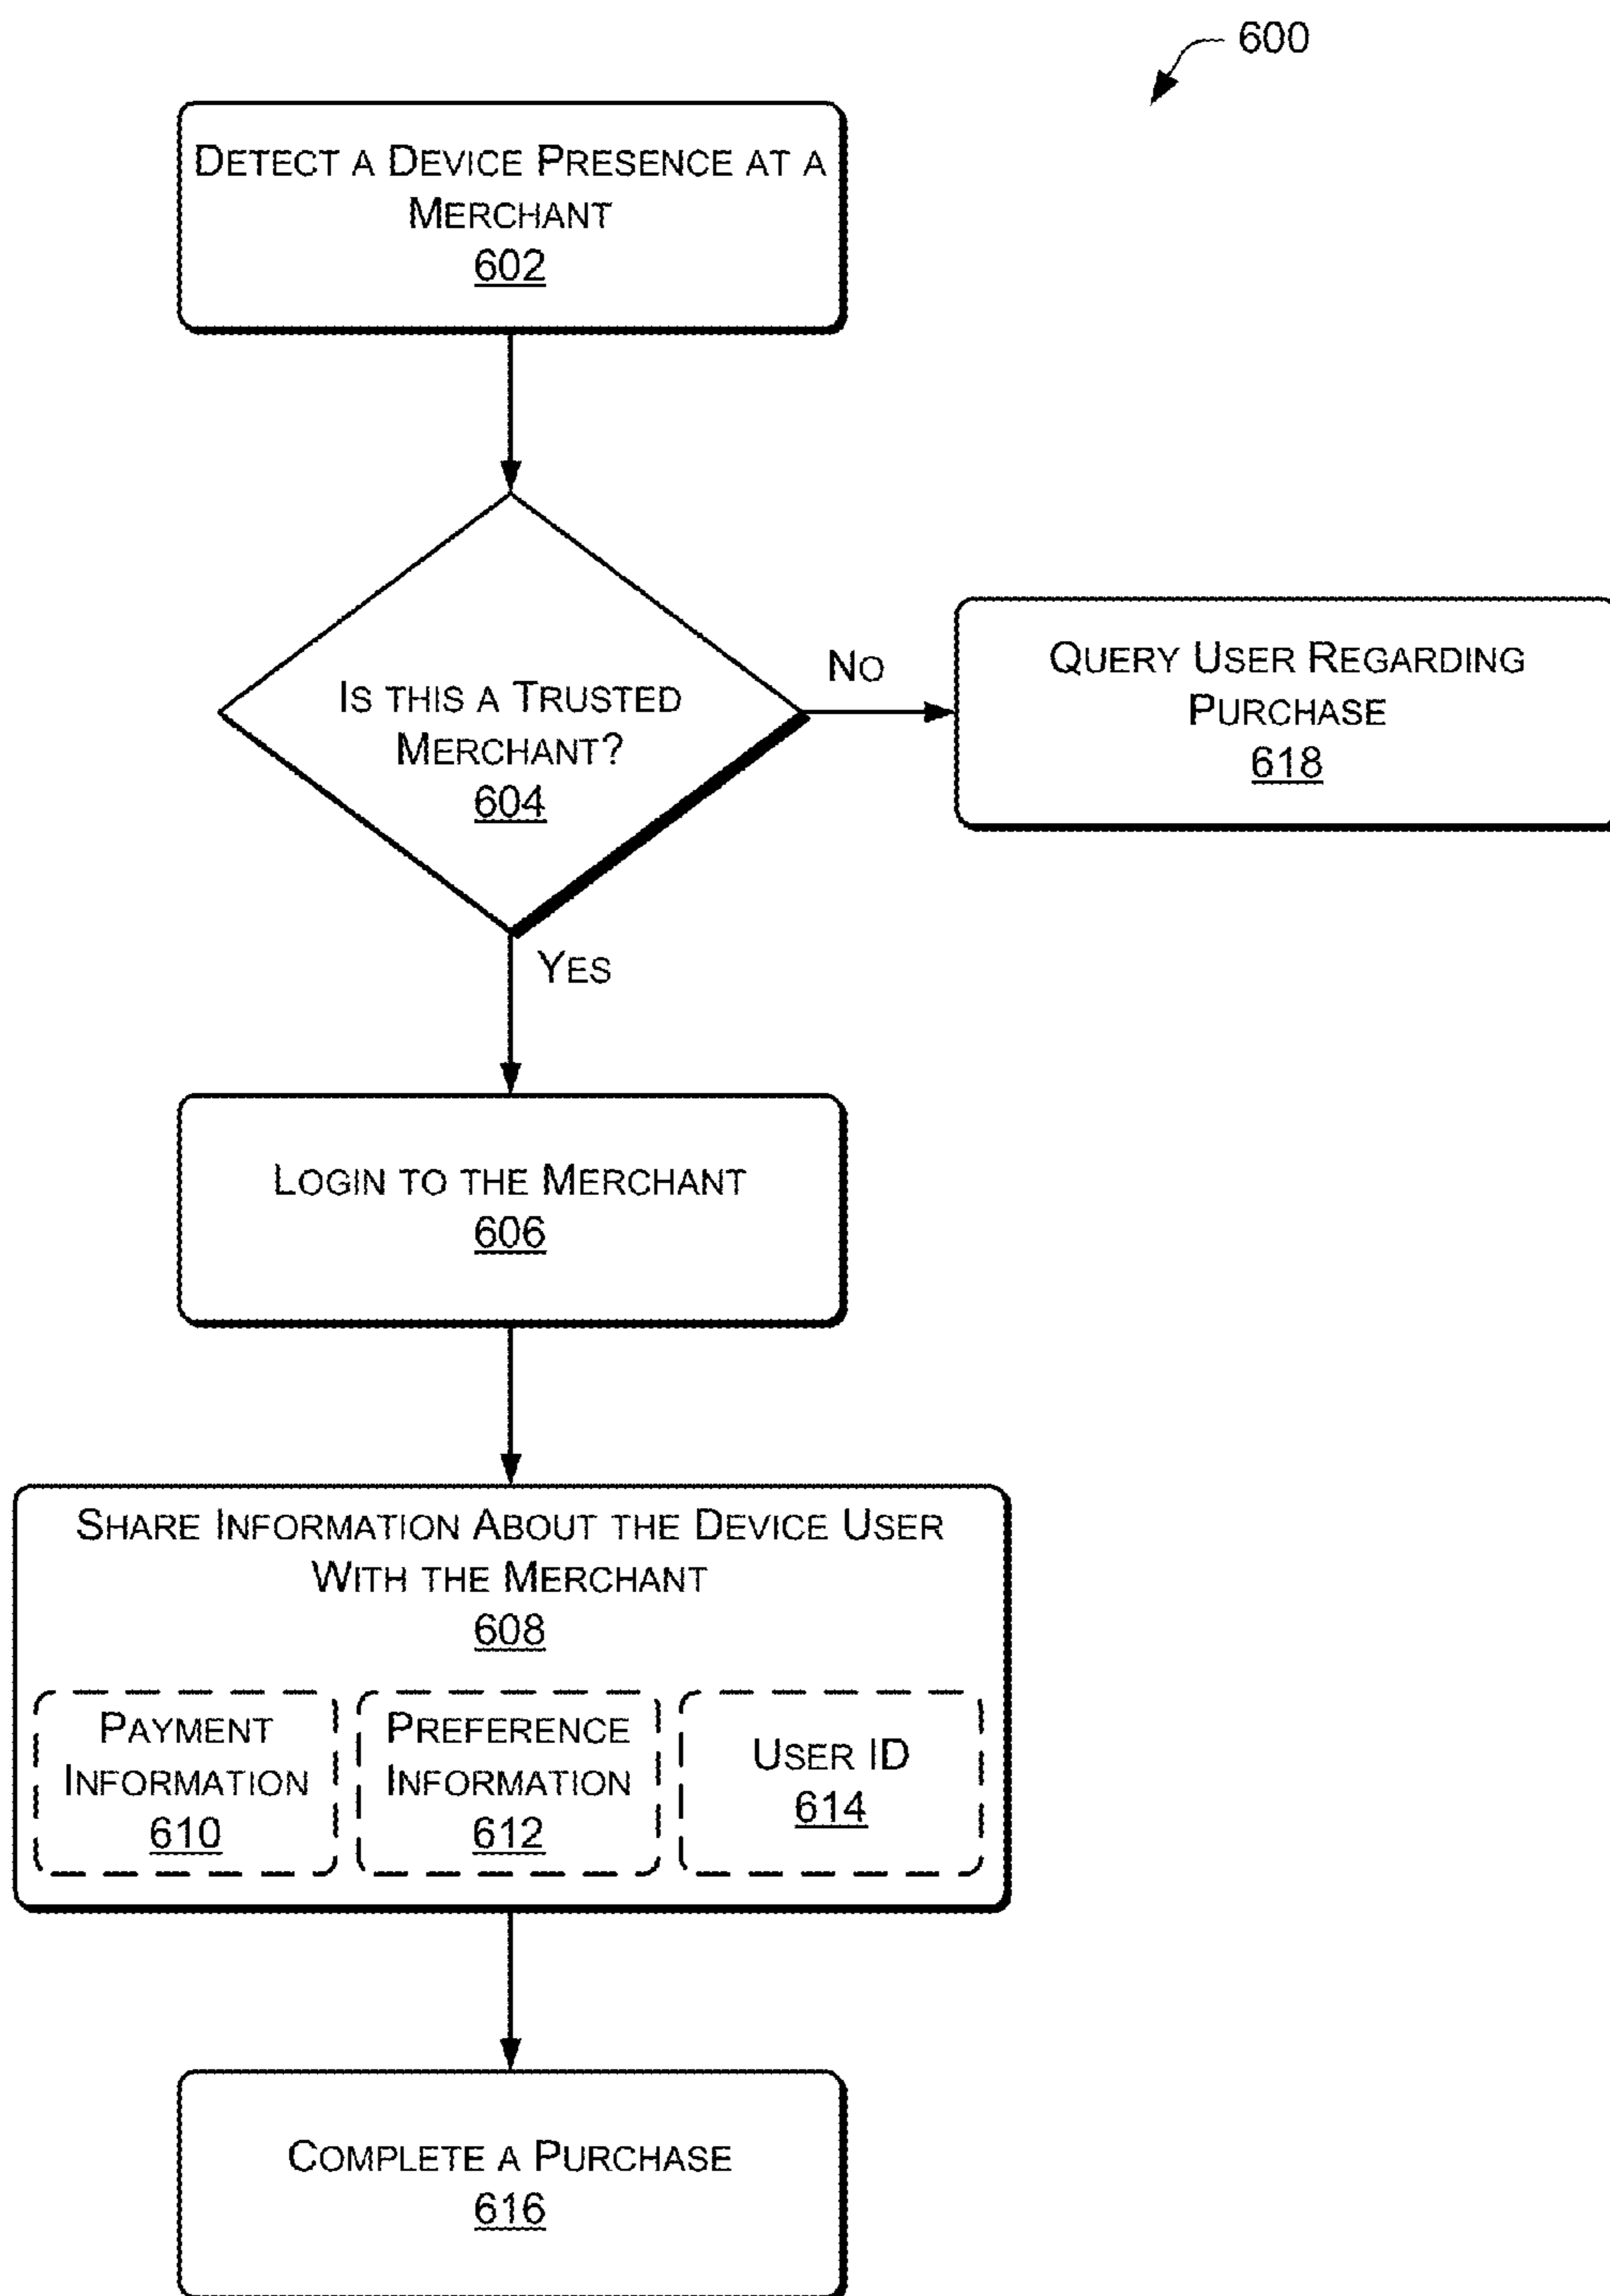 600
DETECT A DEVICE PRESENCE AT A
MERCHANT
602
IS THIS A TRUSTED
MERCHANT?
604
NO
QUERY USER REGARDING
PURCHASE
618
YES
LOGIN TO THE MERCHANT
606
SHARE INFORMATION ABOUT THE DEVICE USER
WITH THE MERCHANT
608
PAYMENT
INFORMATION
610
PREFERENCE
INFORMATION
612
USER ID
614
COMPLETE A PURCHASE
616